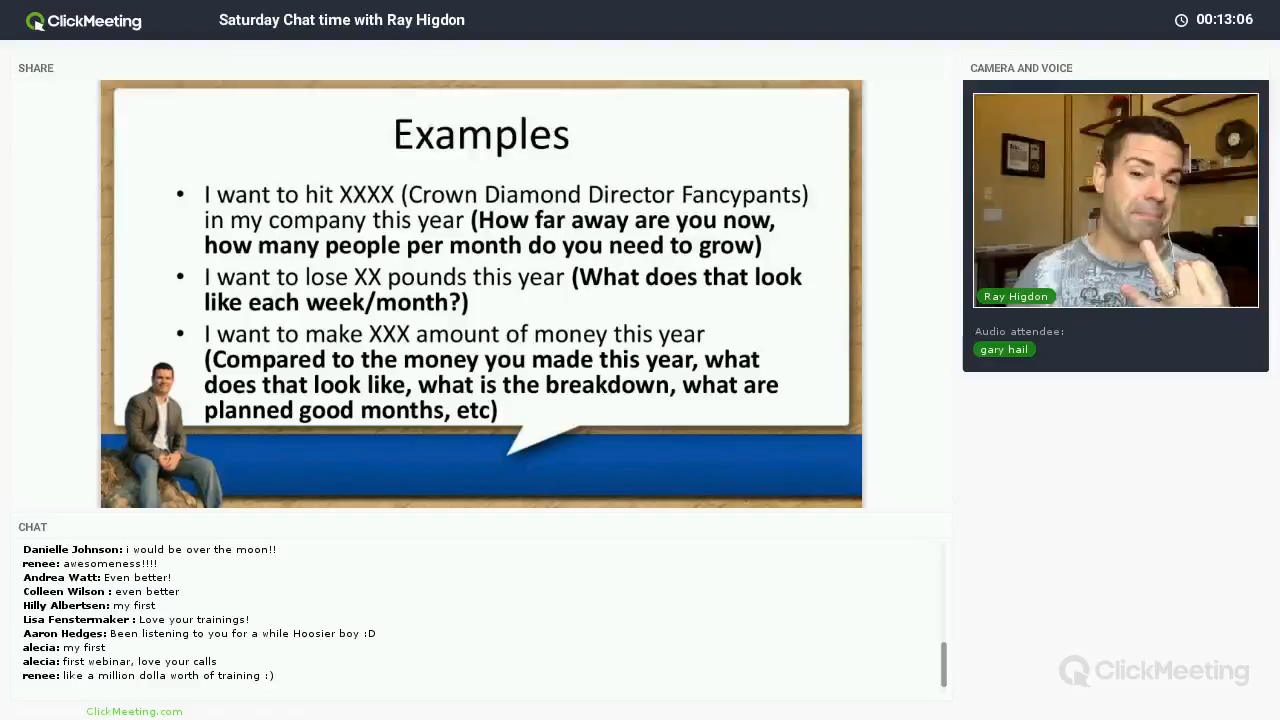 ClickMeeting
Saturday Chat time with Ray Higdon
00:13:06
SHARE
Examples
• I want to hit XXXX (Crown Diamond Director Fancypants)
in my company this year (How far away are you now,
how many people per month do you need to grow)
• I want to lose XX pounds this year (What does that look
like each week/month?)
• I want to make XXX amount of money this year
(Compared to the money you made this year, what
does that look like, what is the breakdown, what are
planned good months, etc)
CAMERA AND VOICE
Ray Higdon
Audio attendee:
gary hail
CHAT
Danielle Johnson: i would be over the moon!!
renee: awesomeness!!!!
Andrea Watt: Even better!
Colleen Wilson : even better
Hilly Albertsen: my first
Lisa Fenstermaker : Love your trainings!
Aaron Hedges: Been listening to you for a while Hoosier boy :D
alecia: my first
alecia: first webinar, love your calls
renee: like a million dolla worth of training :)
ClickMeeting
ClickMeeting.com